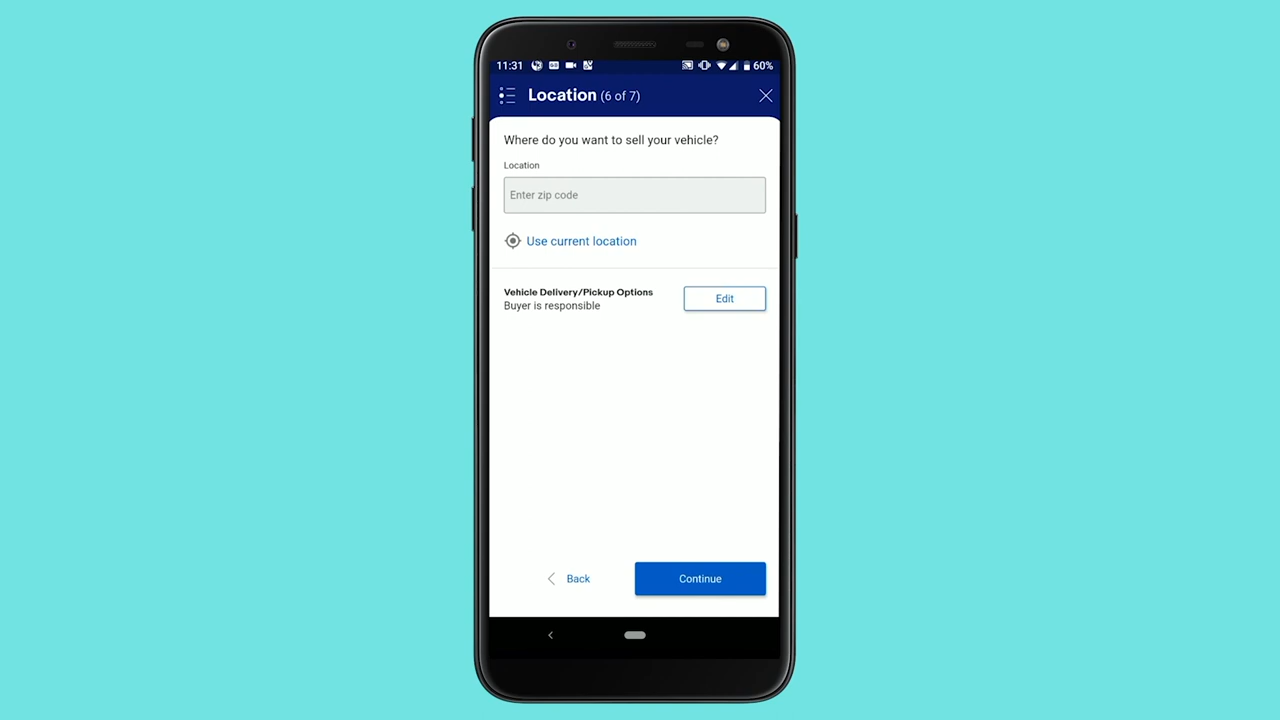 11:31 60%
Location (6 of 7)
Where do you want to sell your vehicle?
Location
Enter zip code
Use current location
Vehicle Delivery/Pickup Options
Buyer is responsible
Edit
Back
Continue